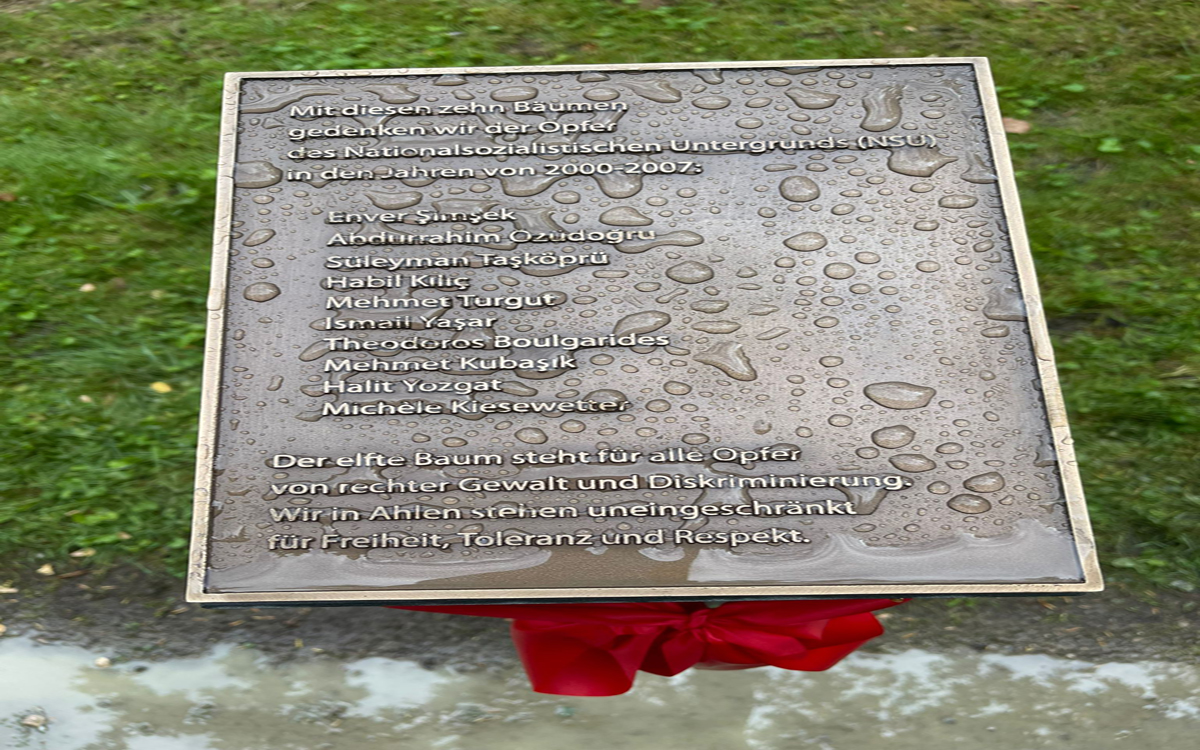 Mit diesen zehn Bäumen
gedenken wir der Opfer
des Nationalsozialistischen Untergrunds (NSU)
in den Jahren von 2000-2007:
Enver Şimşek
Abdurrahim Özüdoğru
Süleyman Taşköprü
Habil Kılıç
Mehmet Turgut
İsmail Yaşar
Theodoros Boulgarides
Mehmet Kubaşık
Halit Yozgat
Michèle Kiesewetter
Der elfte Baum steht für alle Opfer
von rechter Gewalt und Diskriminierung.
Wir in Ahlen stehen uneingeschränkt
für Freiheit, Toleranz und Respekt.